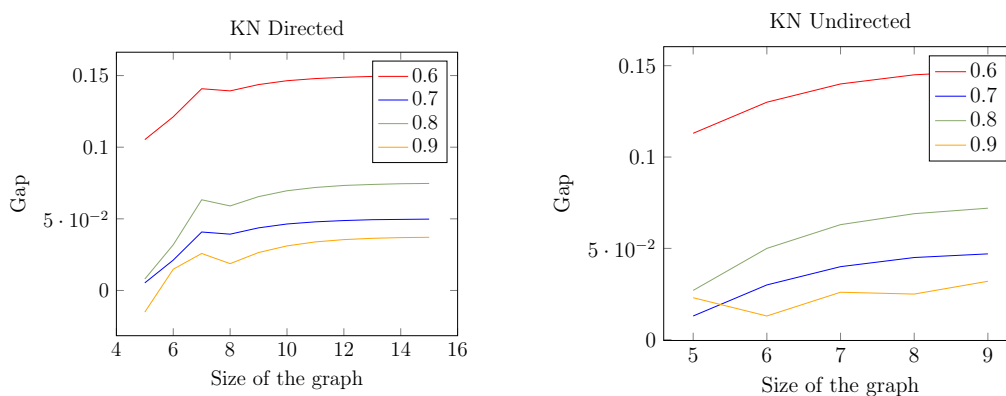 KN Directed
0.15
0.1
5 · 10⁻²
0
Gap
4 6 8 10 12 14 16
Size of the graph
0.6
0.7
0.8
0.9
KN Undirected
0.15
0.1
5 · 10⁻²
0
Gap
5 6 7 8 9
Size of the graph
0.6
0.7
0.8
0.9